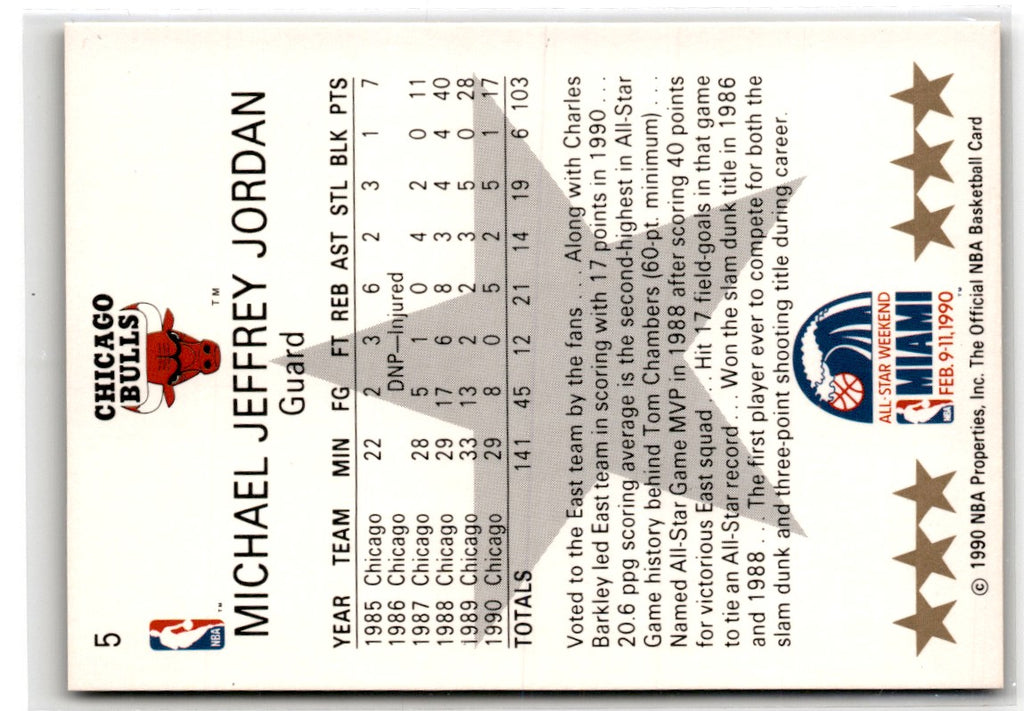 5
CHICAGO
BULLS
TM
NBA
TM
MICHAEL JEFFREY JORDAN
Guard
YEAR TEAM MIN FG FT REB AST STL BLK PTS
1985 Chicago 22 2 3 6 2 3 1 7
1986 Chicago DNP—Injured
1987 Chicago 28 5 1 0 4 2 0 11
1988 Chicago 29 17 6 8 3 4 4 40
1989 Chicago 33 13 2 2 3 5 0 28
1990 Chicago 29 8 0 5 2 5 1 17
TOTALS 141 45 12 21 14 19 6 103
Voted to the East team by the fans . . . Along with Charles
Barkley led East team in scoring with 17 points in 1990 . . .
20.6 ppg scoring average is the second-highest in All-Star
Game history behind Tom Chambers (60-pt. minimum) . . .
Named All-Star Game MVP in 1988 after scoring 40 points
for victorious East squad . . . Hit 17 field-goals in that game
to tie an All-Star record . . . Won the slam dunk title in 1986
and 1988 . . . The first player ever to compete for both the
slam dunk and three-point shooting title during career.
ALL·STAR WEEKEND
MIAMI
NBA FEB. 9-11, 1990
TM
© 1990 NBA Properties, Inc. The Official NBA Basketball Card